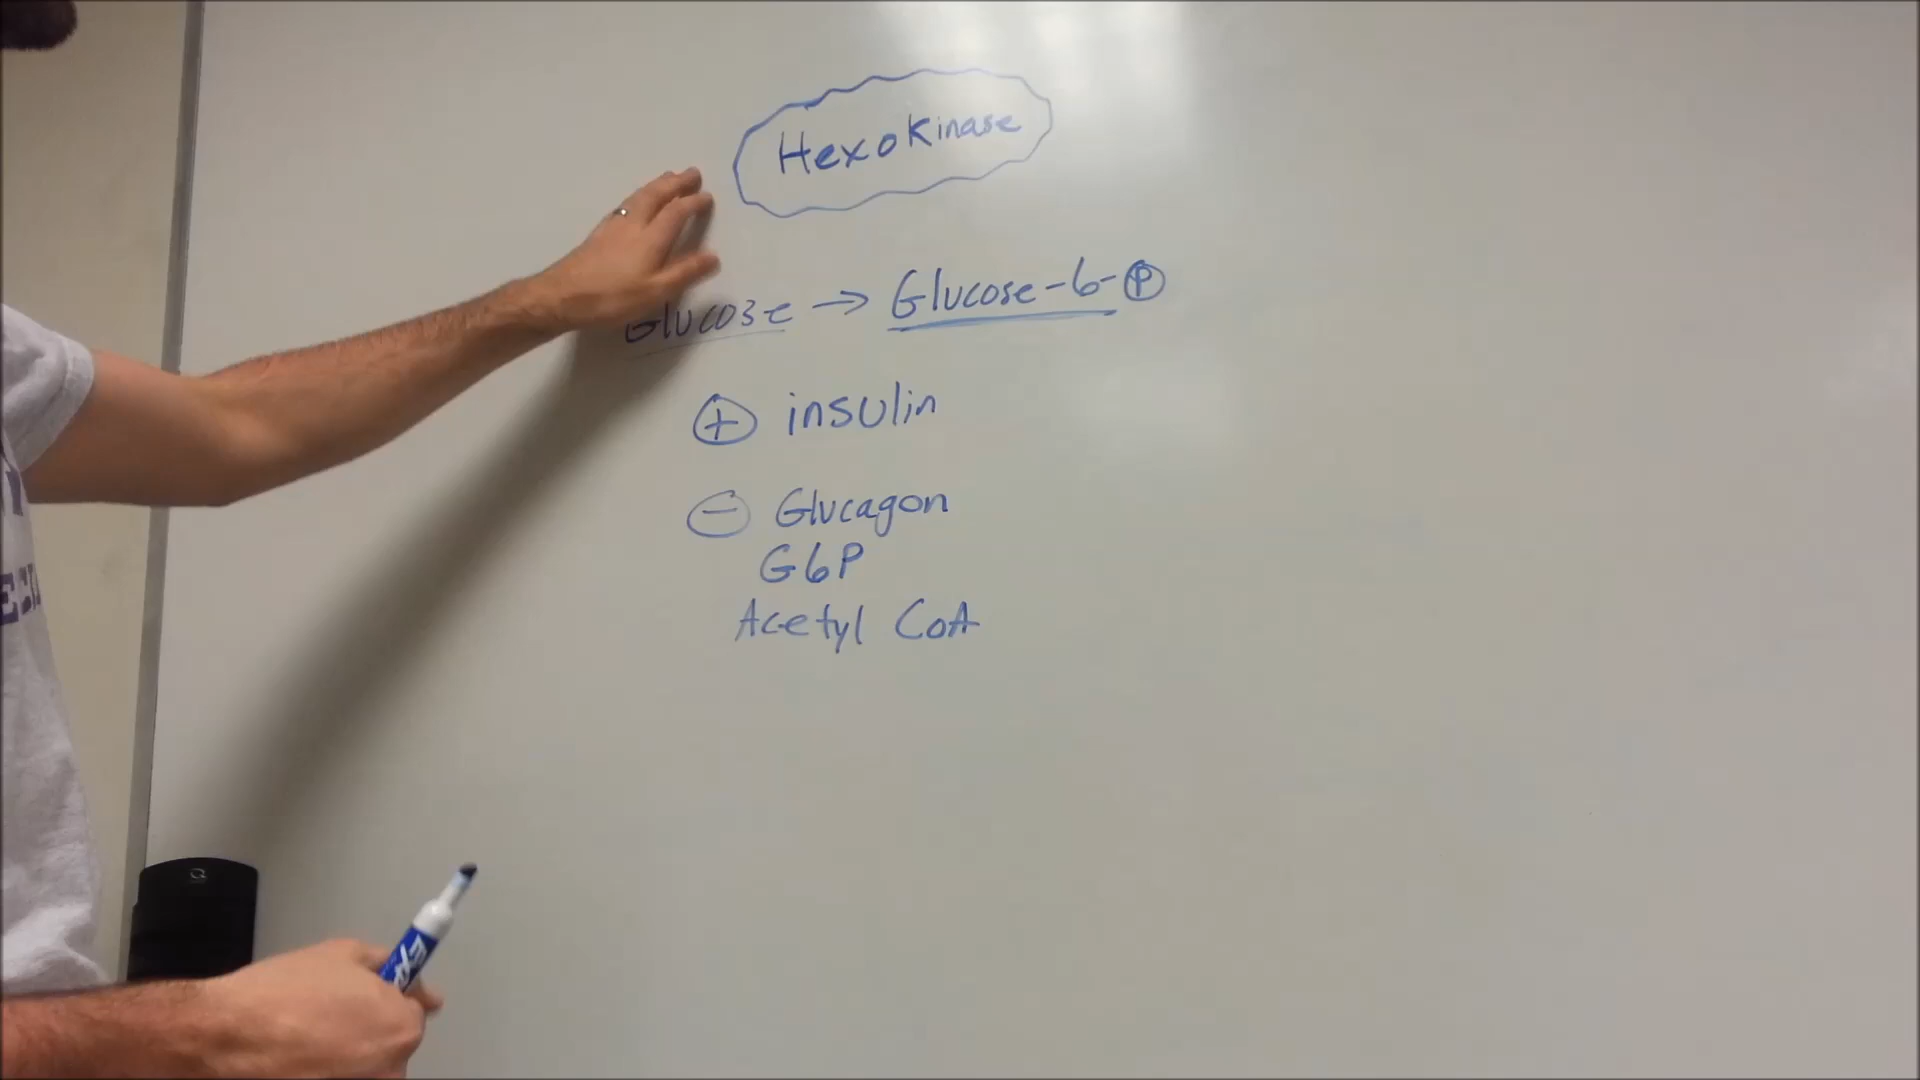 Hexokinase
Glucose → Glucose-6-Ⓟ
⊕ insulin
⊖ Glucagon
G6P
Acetyl CoA